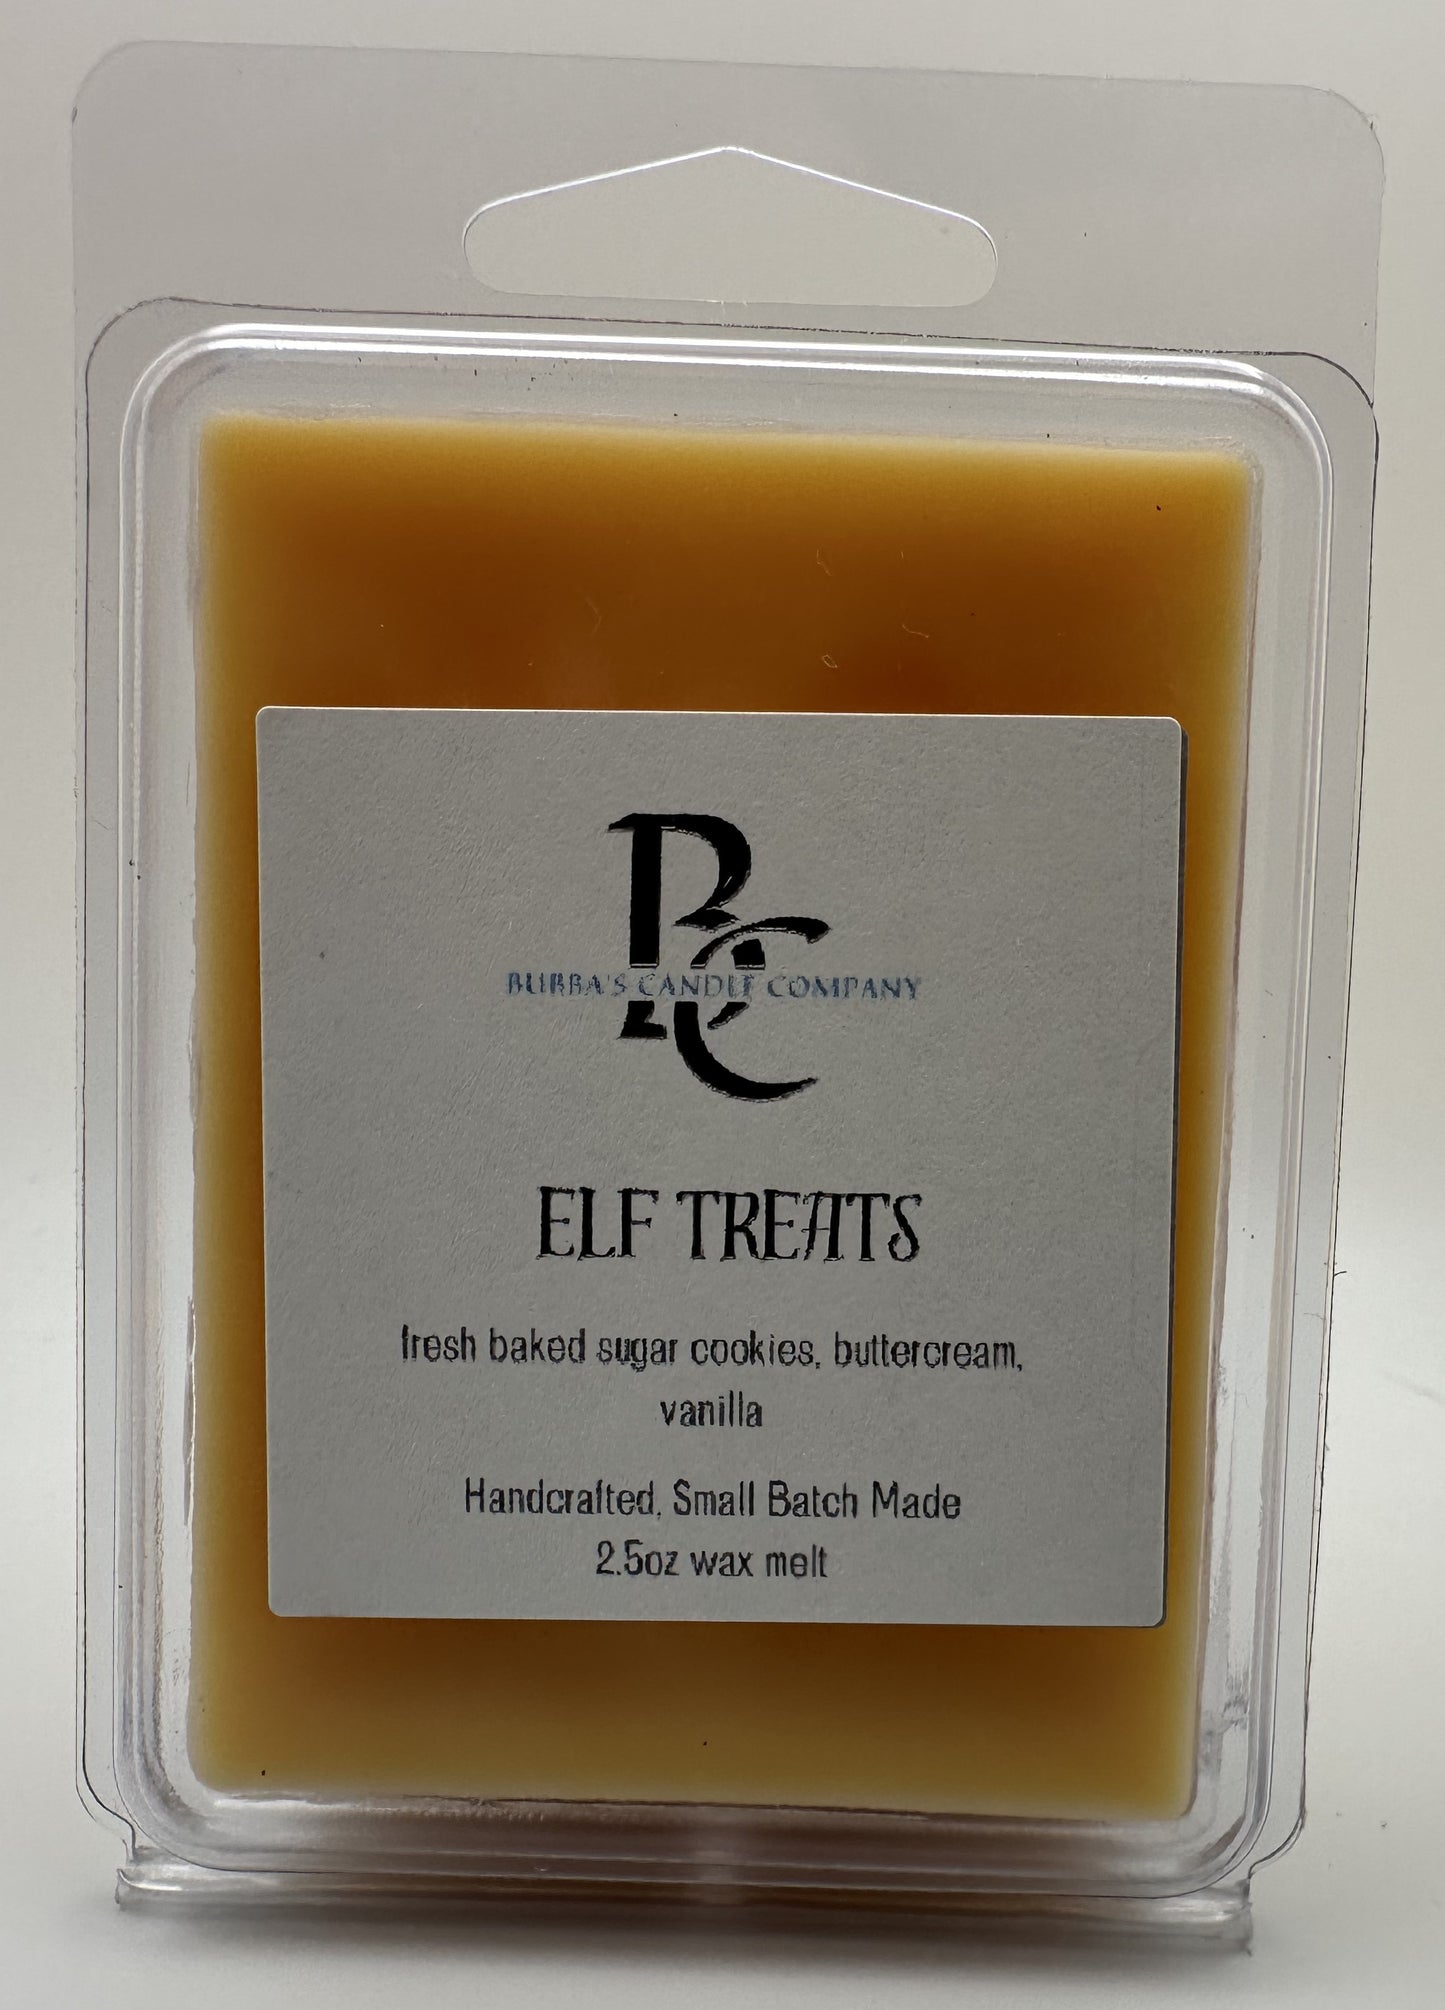 BC
BUBBA'S CANDLE COMPANY
ELF TREATS
fresh baked sugar cookies, buttercream,
vanilla
Handcrafted, Small Batch Made
2.5oz wax melt